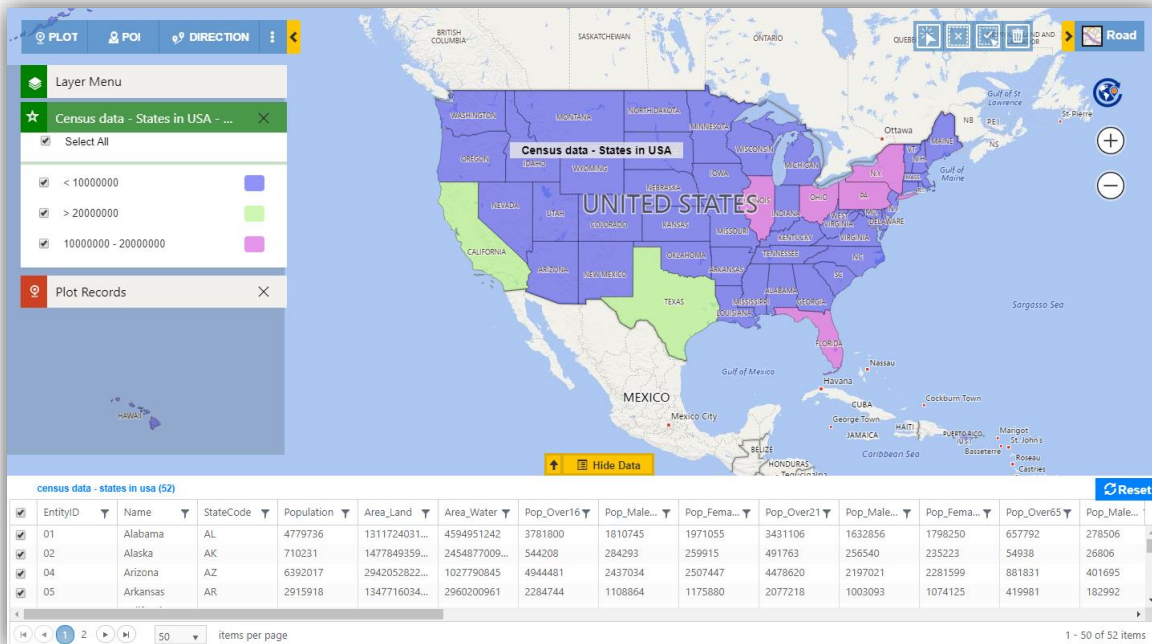 PLOT
POI
DIRECTION
Road
Layer Menu
Census data - States in USA - ...
Select All
< 10000000
> 20000000
10000000 - 20000000
Plot Records
HAWAII
BRITISH
COLUMBIA
SASKATCHEWAN
ONTARIO
Gulf of St
Lawrence
NB
PEI
St-Pierre
NS
Ottawa
Gulf of
Maine
WASHINGTON
MONTANA
NORTH DAKOTA
MINNESOTA
MAINE
VT.
N.H.
Census data - States in USA
OREGON
IDAHO
WYOMING
WISCONSIN
MICHIGAN
N.Y.
IOWA
NEBRASKA
PA.
OHIO
UNITED STATES
NEVADA
UTAH
COLORADO
KANSAS
MISSOURI
INDIANA
WEST
VIRGINIA
DELAWARE
KENTUCKY
VIRGINIA
CALIFORNIA
ARIZONA
NEW MEXICO
OKLAHOMA
ARKANSAS
TENNESSEE
N.C.
SC
TEXAS
MISSISSIPPI
ALABAMA
GEORGIA
LOUISIANA
FLORIDA
Sargasso Sea
Gulf of Mexico
Nassau
Havana
MEXICO
CUBA
Cockburn Town
Mexico City
George Town
JAMAICA
HAITI
PUERTO RICO
(U.S.)
Marigot
St. John's
Basseterre
Roseau
Castries
BELIZE
Caribbean Sea
HONDURAS
Tegucigalpa
Hide Data
census data - states in usa (52)
Reset
EntityID Name StateCode Population Area_Land Area_Water Pop_Over16 Pop_Male... Pop_Fema... Pop_Over21 Pop_Male... Pop_Fema... Pop_Over65 Pop_Male...
01 Alabama AL 4779736 1311724031... 4594951242 3781800 1810745 1971055 3431106 1632856 1798250 657792 278506
02 Alaska AK 710231 1477849359... 2454877009... 544208 284293 259915 491763 256540 235223 54938 26806
04 Arizona AZ 6392017 2942052822... 1027790845 4944481 2437034 2507447 4478620 2197021 2281599 881831 401695
05 Arkansas AR 2915918 1347716034... 2960200961 2284744 1108864 1175880 2077218 1003093 1074125 419981 182992
1 2 50 items per page
1 - 50 of 52 items